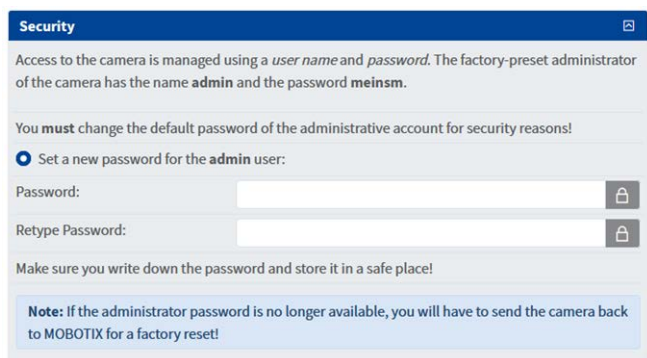 Security
Access to the camera is managed using a user name and password. The factory-preset administrator
of the camera has the name admin and the password meinsm.
You must change the default password of the administrative account for security reasons!
Set a new password for the admin user:
Password:
Retype Password:
Make sure you write down the password and store it in a safe place!
Note: If the administrator password is no longer available, you will have to send the camera back
to MOBOTIX for a factory reset!